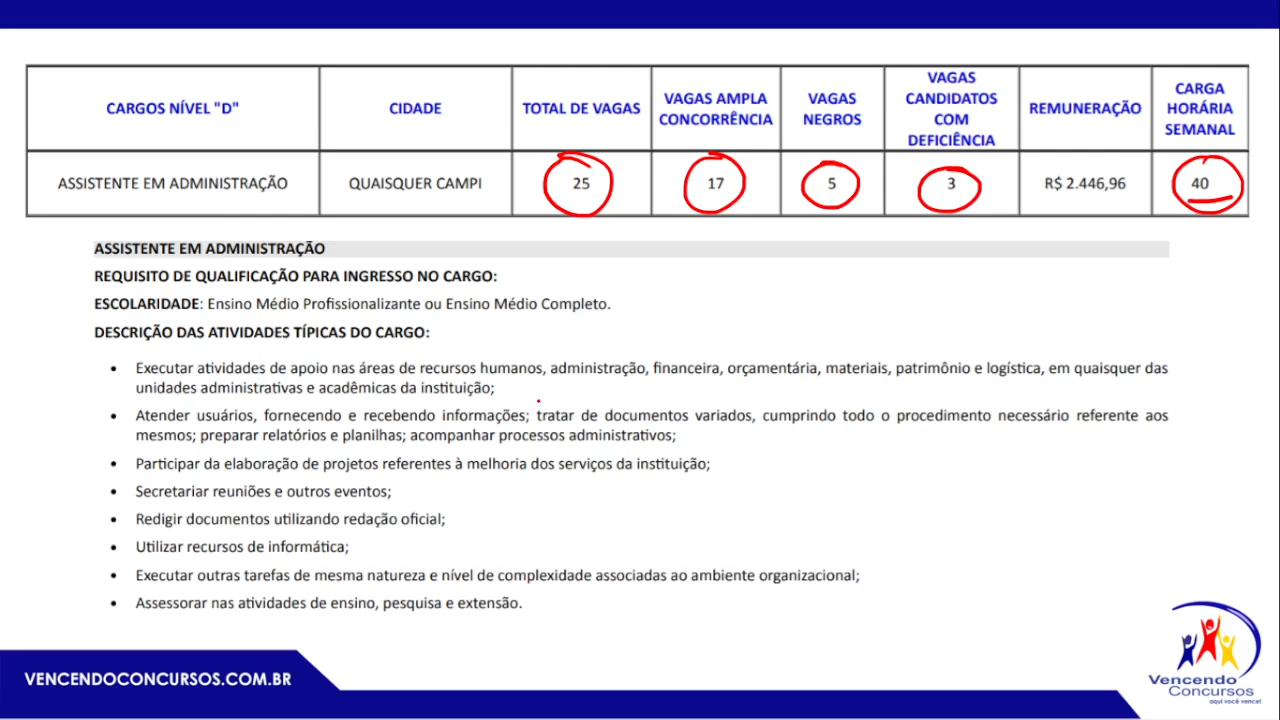 CARGOS NÍVEL "D"
CIDADE
TOTAL DE VAGAS
VAGAS AMPLA
CONCORRÊNCIA
VAGAS
NEGROS
VAGAS
CANDIDATOS
COM
DEFICIÊNCIA
REMUNERAÇÃO
CARGA
HORÁRIA
SEMANAL
ASSISTENTE EM ADMINISTRAÇÃO
QUAISQUER CAMPI
25
17
5
3
R$ 2.446,96
40
ASSISTENTE EM ADMINISTRAÇÃO
REQUISITO DE QUALIFICAÇÃO PARA INGRESSO NO CARGO:
ESCOLARIDADE: Ensino Médio Profissionalizante ou Ensino Médio Completo.
DESCRIÇÃO DAS ATIVIDADES TÍPICAS DO CARGO:
• Executar atividades de apoio nas áreas de recursos humanos, administração, financeira, orçamentária, materiais, patrimônio e logística, em quaisquer das
unidades administrativas e acadêmicas da instituição;
• Atender usuários, fornecendo e recebendo informações; tratar de documentos variados, cumprindo todo o procedimento necessário referente aos
mesmos; preparar relatórios e planilhas; acompanhar processos administrativos;
• Participar da elaboração de projetos referentes à melhoria dos serviços da instituição;
• Secretariar reuniões e outros eventos;
• Redigir documentos utilizando redação oficial;
• Utilizar recursos de informática;
• Executar outras tarefas de mesma natureza e nível de complexidade associadas ao ambiente organizacional;
• Assessorar nas atividades de ensino, pesquisa e extensão.
VENCENDOCONCURSOS.COM.BR
Vencendo
Concursos
aqui você vence!